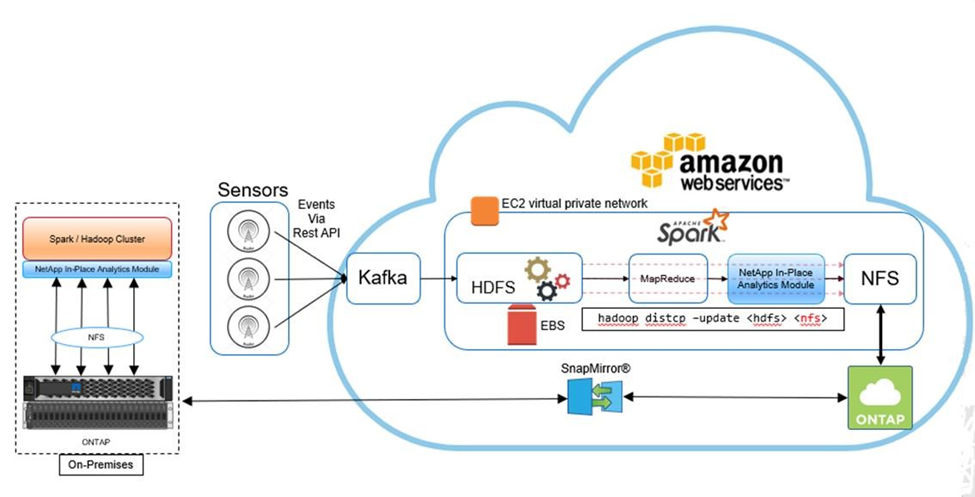 amazon
web services™
Sensors
Events
Via
Rest API
EC2 virtual private network
APACHE
Spark
Spark / Hadoop Cluster
NetApp In-Place Analytics Module
Kafka
HDFS
MapReduce
NetApp In-Place
Analytics Module
NFS
EBS
hadoop distcp -update <hdfs> <nfs>
NFS
SnapMirror®
ONTAP
ONTAP
On-Premises